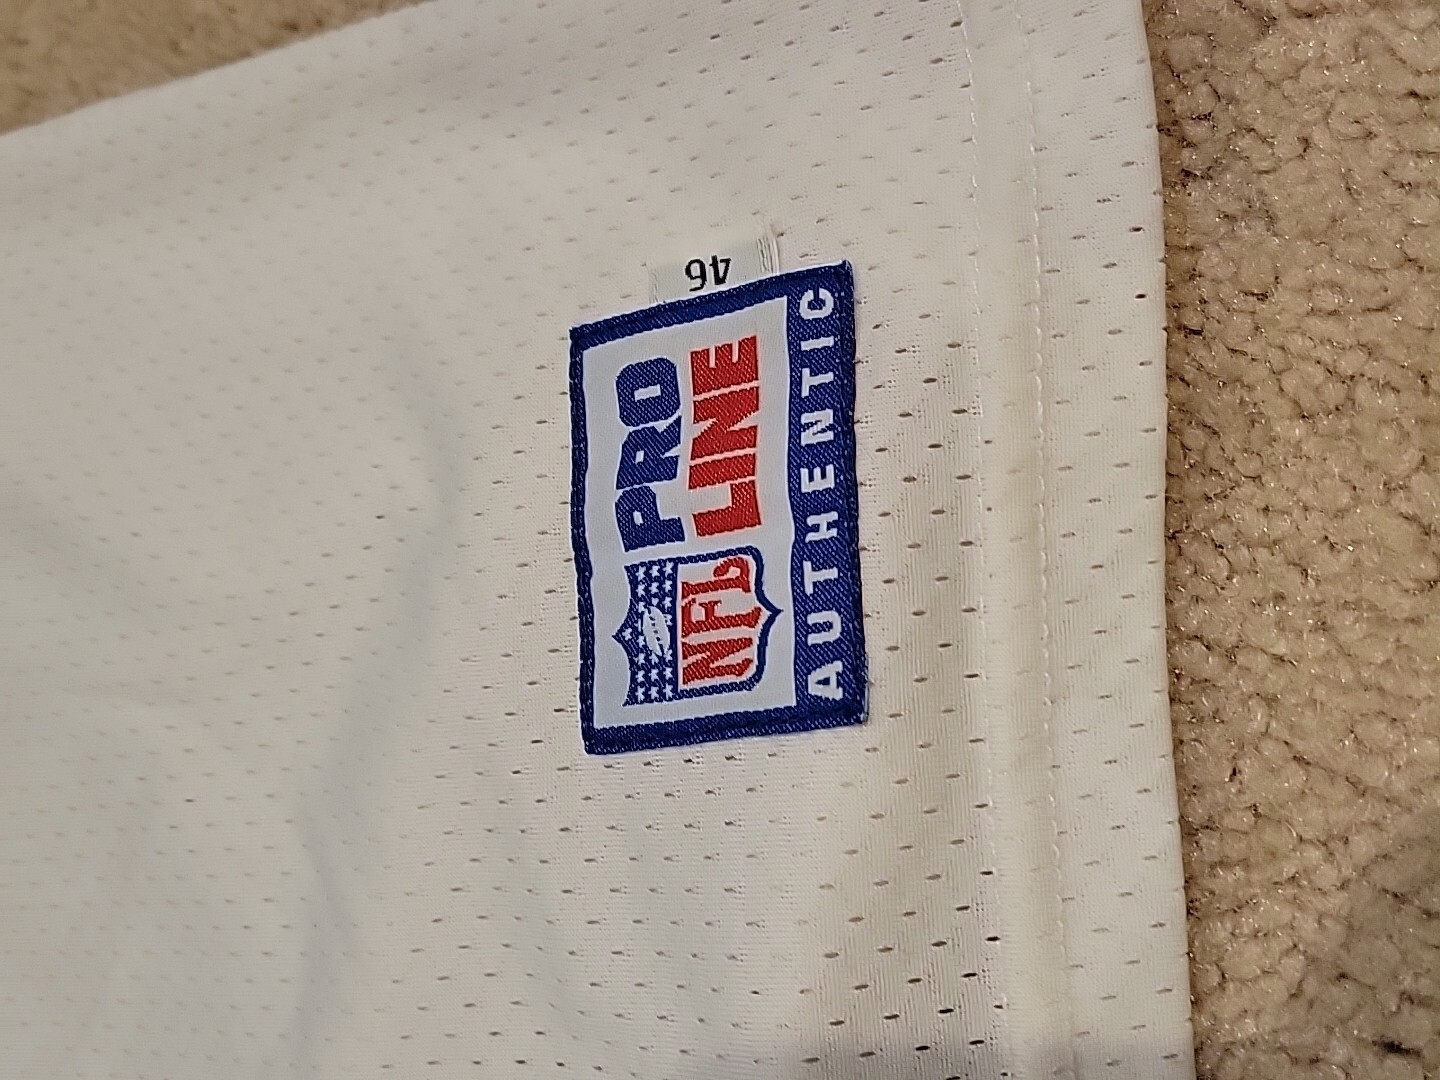 NFL
PRO
LINE
AUTHENTIC
46